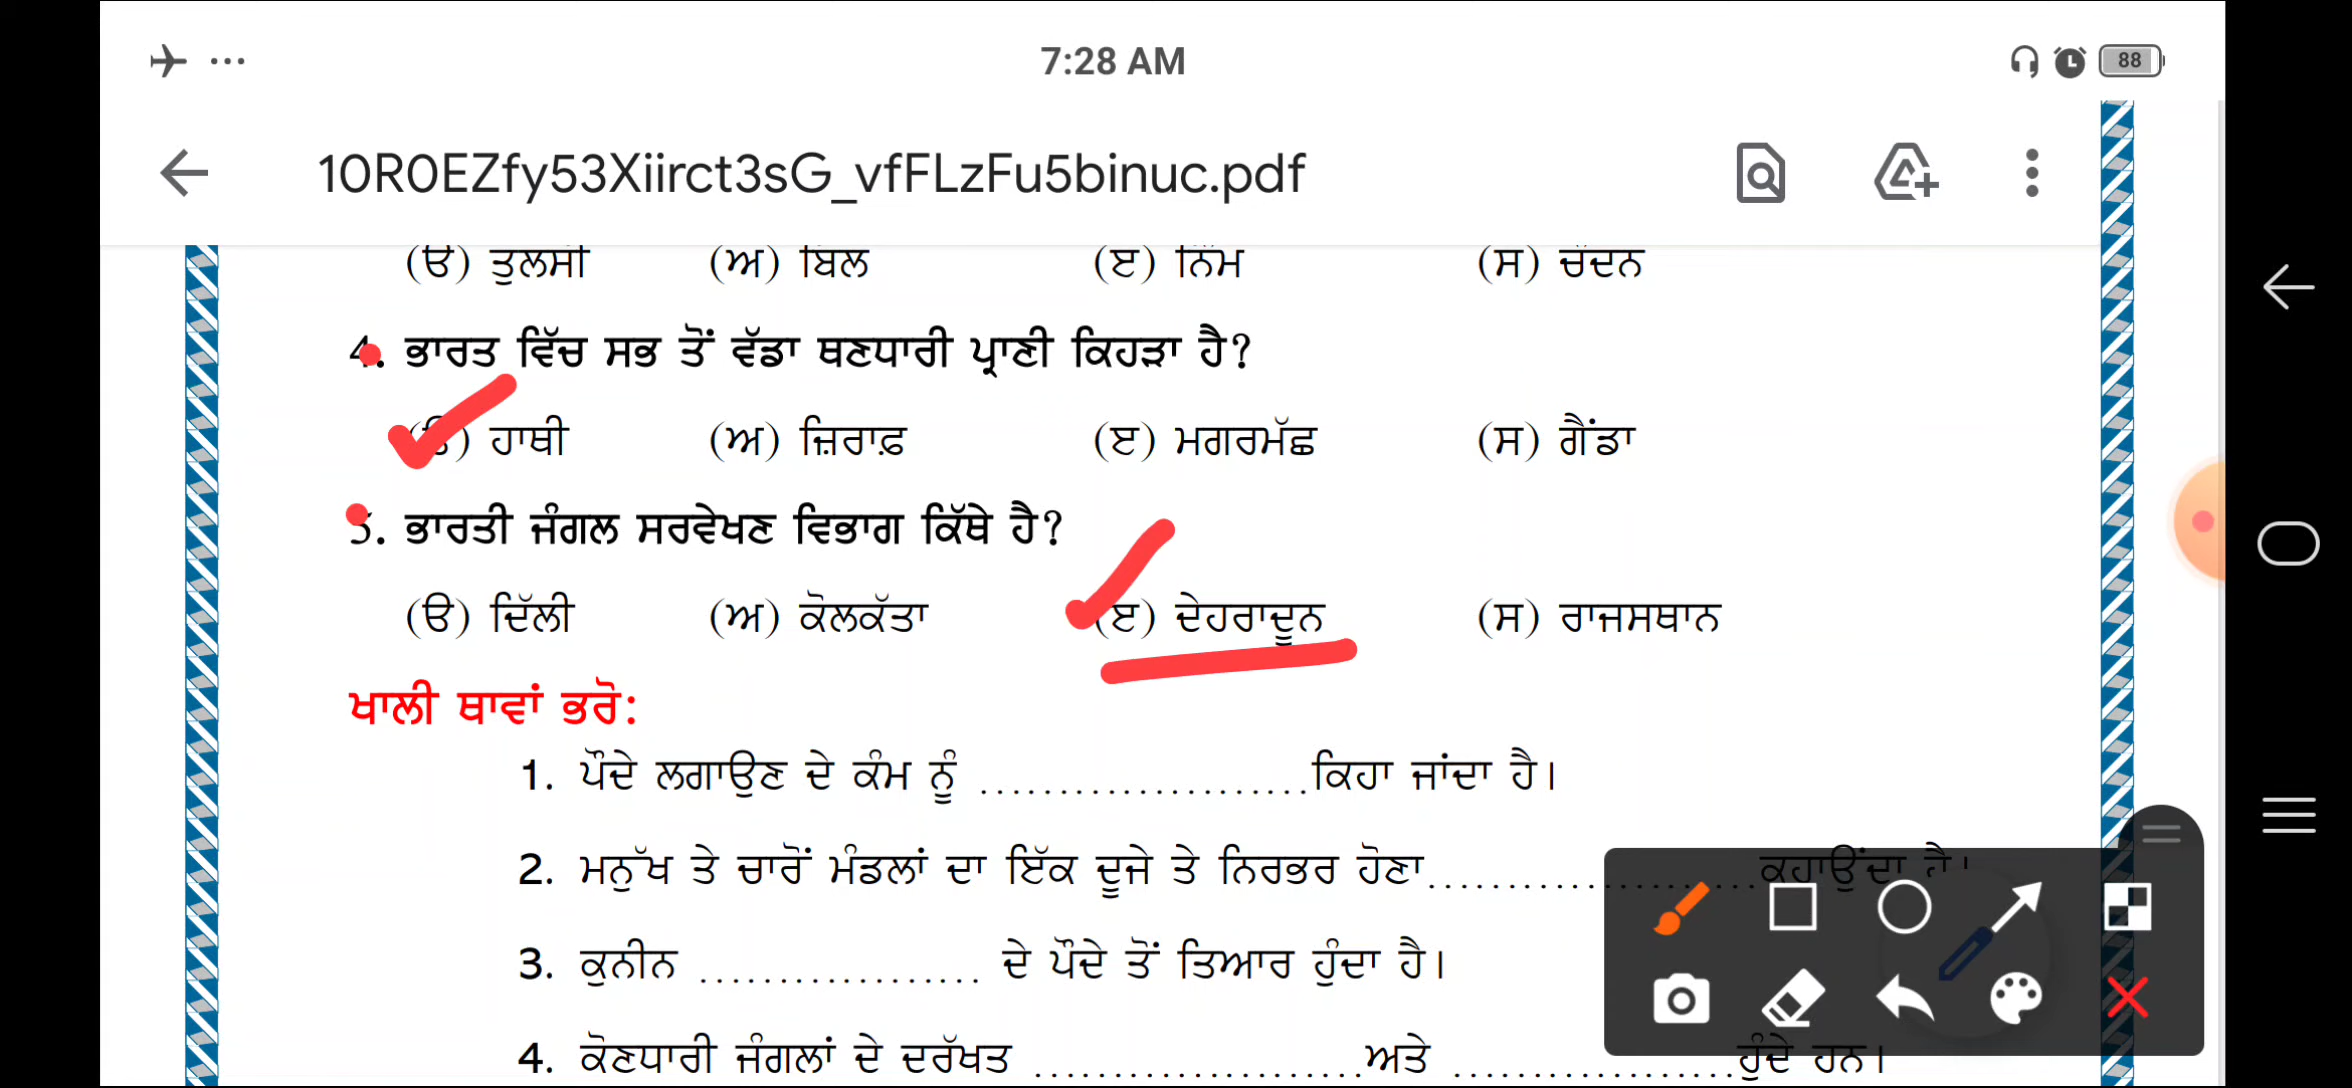 7:28 AM
88
10R0EZfy53Xiirct3sG_vfFLzFu5binuc.pdf
(ੳ) ਤੁਲਸੀ (ਅ) ਬਿਲ (ੲ) ਨਿੰਮ (ਸ) ਚੰਦਨ
4. ਭਾਰਤ ਵਿੱਚ ਸਭ ਤੋਂ ਵੱਡਾ ਥਣਧਾਰੀ ਪ੍ਰਾਣੀ ਕਿਹੜਾ ਹੈ?
(ੳ) ਹਾਥੀ (ਅ) ਜ਼ਿਰਾਫ਼ (ੲ) ਮਗਰਮੱਛ (ਸ) ਗੈਂਡਾ
5. ਭਾਰਤੀ ਜੰਗਲ ਸਰਵੇਖਣ ਵਿਭਾਗ ਕਿੱਥੇ ਹੈ?
(ੳ) ਦਿੱਲੀ (ਅ) ਕੋਲਕੱਤਾ (ੲ) ਦੇਹਰਾਦੂਨ (ਸ) ਰਾਜਸਥਾਨ
ਖਾਲੀ ਥਾਵਾਂ ਭਰੋ:
1. ਪੌਦੇ ਲਗਾਉਣ ਦੇ ਕੰਮ ਨੂੰ .....................ਕਿਹਾ ਜਾਂਦਾ ਹੈ।
2. ਮਨੁੱਖ ਤੇ ਚਾਰੋਂ ਮੰਡਲਾਂ ਦਾ ਇੱਕ ਦੂਜੇ ਤੇ ਨਿਰਭਰ ਹੋਣਾ.....................ਕਹਾਉਂਦਾ ਹੈ।
3. ਕੁਨੀਨ .................. ਦੇ ਪੌਦੇ ਤੋਂ ਤਿਆਰ ਹੁੰਦਾ ਹੈ।
4. ਕੋਣਧਾਰੀ ਜੰਗਲਾਂ ਦੇ ਦਰੱਖਤ .....................ਅਤੇ ..................ਹੁੰਦੇ ਹਨ।